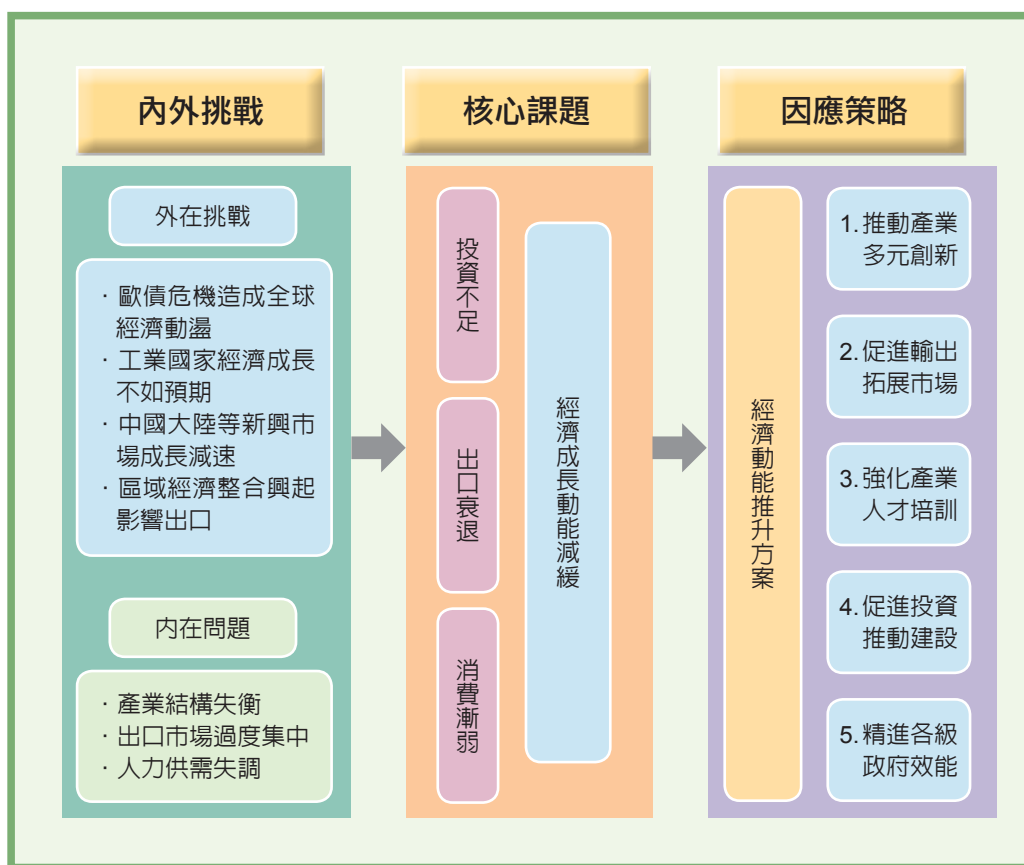 內外挑戰
外在挑戰
· 歐債危機造成全球
經濟動盪
· 工業國家經濟成長
不如預期
· 中國大陸等新興市
場成長減速
· 區域經濟整合興起
影響出口
內在問題
· 產業結構失衡
· 出口市場過度集中
· 人力供需失調
核心課題
投資不足
出口衰退
消費漸弱
經濟成長動能減緩
因應策略
經濟動能推升方案
1. 推動產業
多元創新
2. 促進輸出
拓展市場
3. 強化產業
人才培訓
4. 促進投資
推動建設
5. 精進各級
政府效能